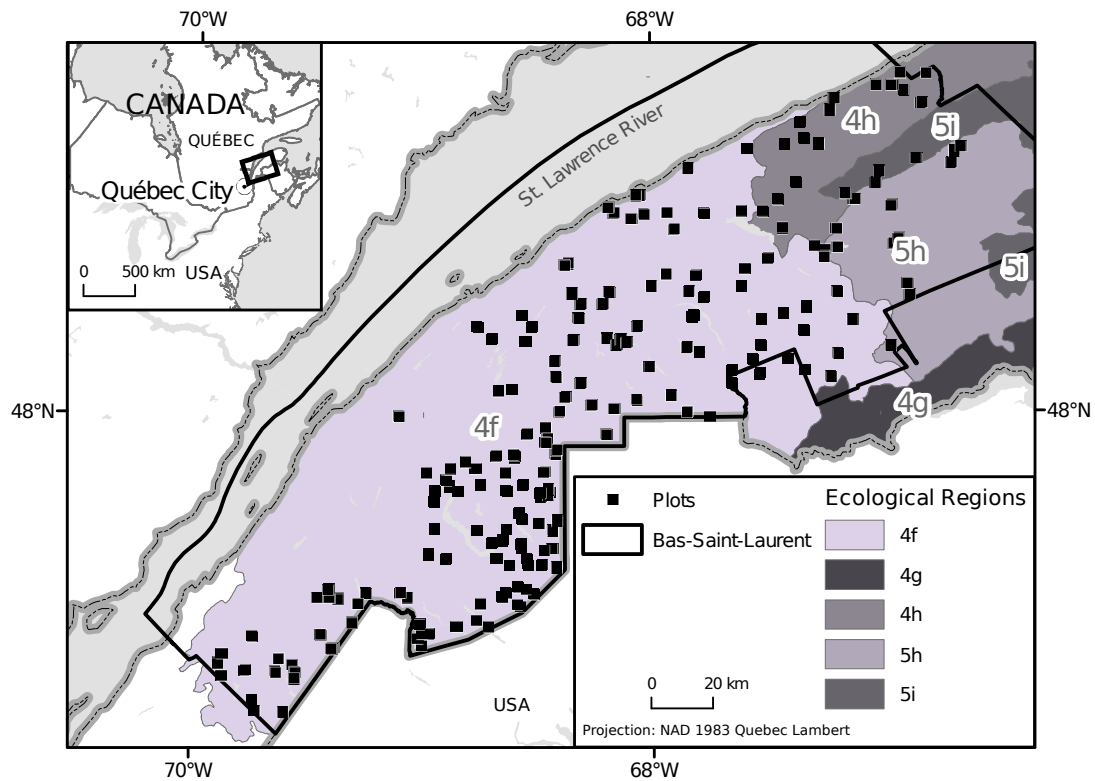 70°W 68°W
CANADA
QUÉBEC
Québec City
0 500 km USA
St. Lawrence River
4h
5i
5h
5i
48°N 48°N
4g
4f
Plots
Bas-Saint-Laurent
Ecological Regions
4f
4g
4h
5h
5i
0 20 km
USA
Projection: NAD 1983 Quebec Lambert
70°W 68°W